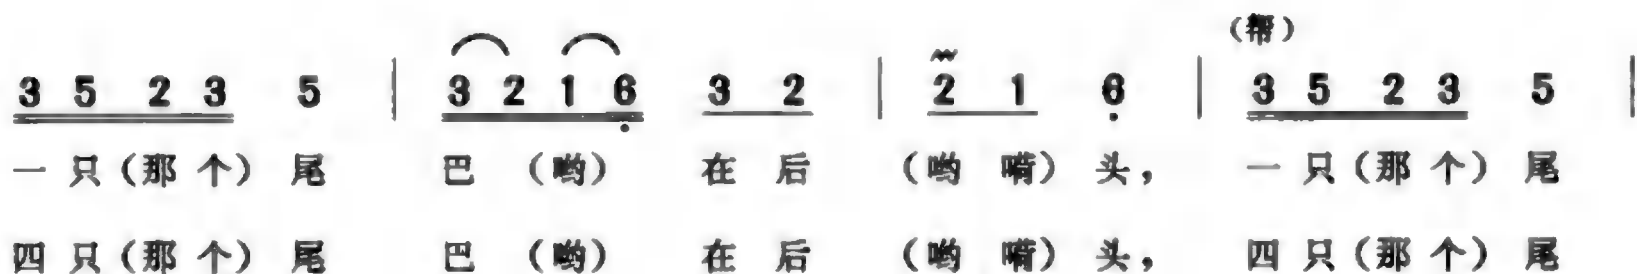 (帮)
3 5 2 3 5 | 3 2 1 6 3 2 | 2 1 6 | 3 5 2 3 5 |
一 只 (那 个) 尾 巴 (哟) 在 后 (哟 嗬) 头， 一 只 (那 个) 尾
四 只 (那 个) 尾 巴 (哟) 在 后 (哟 嗬) 头， 四 只 (那 个) 尾